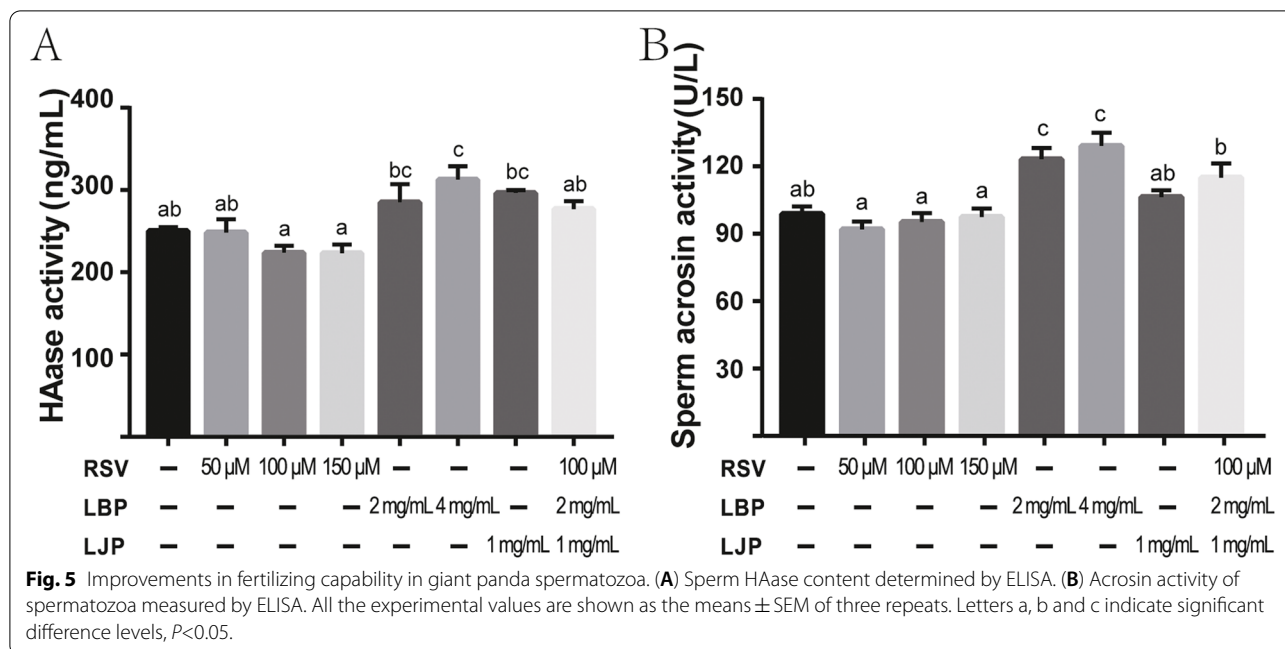 A
HAase activity (ng/mL)
400
300
200
100
ab ab a a bc c bc ab
RSV – 50 µM 100 µM 150 µM – – – 100 µM
LBP – – – – 2 mg/mL 4 mg/mL – 2 mg/mL
LJP – – – – – – 1 mg/mL 1 mg/mL
B
Sperm acrosin activity (U/L)
150
120
90
60
30
ab a a a c c ab b
RSV – 50 µM 100 µM 150 µM – – – 100 µM
LBP – – – – 2 mg/mL 4 mg/mL – 2 mg/mL
LJP – – – – – – 1 mg/mL 1 mg/mL
Fig. 5 Improvements in fertilizing capability in giant panda spermatozoa. (A) Sperm HAase content determined by ELISA. (B) Acrosin activity of
spermatozoa measured by ELISA. All the experimental values are shown as the means ± SEM of three repeats. Letters a, b and c indicate significant
difference levels, P<0.05.